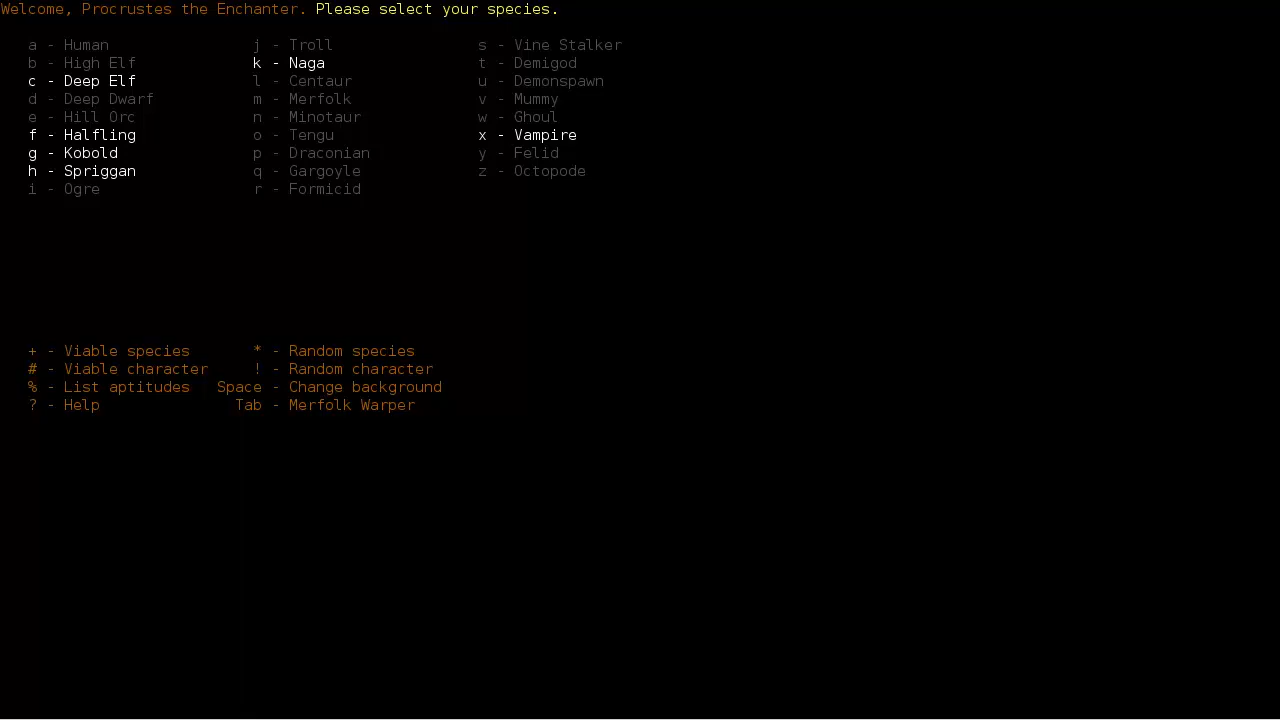 Welcome, Procrustes the Enchanter. Please select your species.
a - Human j - Troll s - Vine Stalker
b - High Elf k - Naga t - Demigod
c - Deep Elf l - Centaur u - Demonspawn
d - Deep Dwarf m - Merfolk v - Mummy
e - Hill Orc n - Minotaur w - Ghoul
f - Halfling o - Tengu x - Vampire
g - Kobold p - Draconian y - Felid
h - Spriggan q - Gargoyle z - Octopode
i - Ogre r - Formicid
+ - Viable species * - Random species
# - Viable character ! - Random character
% - List aptitudes Space - Change background
? - Help Tab - Merfolk Warper